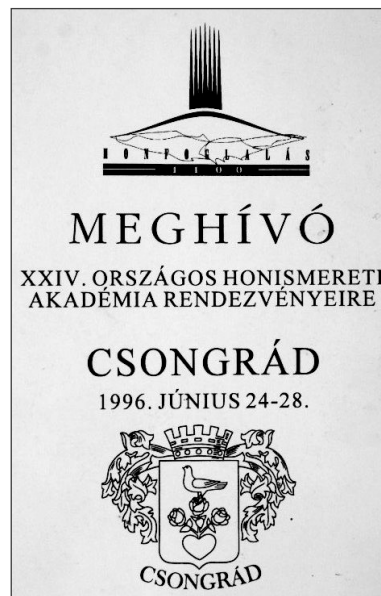 HONFOGLALÁS
1100
MEGHÍVÓ
XXIV. ORSZÁGOS HONISMERETI
AKADÉMIA RENDEZVÉNYEIRE
CSONGRÁD
1996. JÚNIUS 24-28.
CSONGRÁD